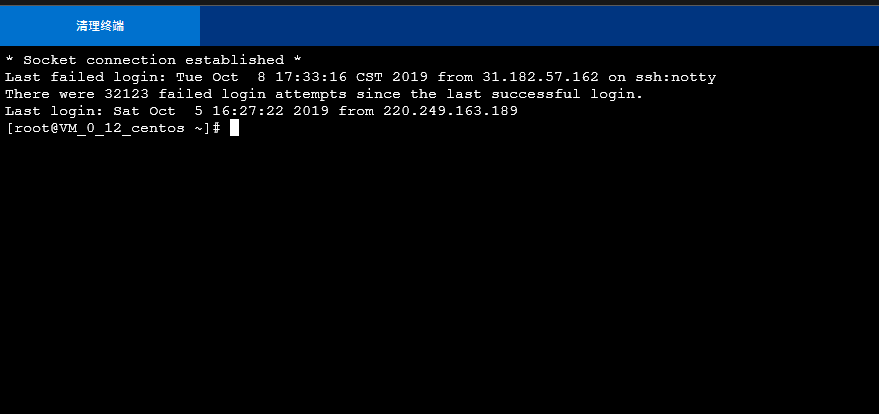 清理终端
* Socket connection established *
Last failed login: Tue Oct  8 17:33:16 CST 2019 from 31.182.57.162 on ssh:notty
There were 32123 failed login attempts since the last successful login.
Last login: Sat Oct  5 16:27:22 2019 from 220.249.163.189
[root@VM_0_12_centos ~]#